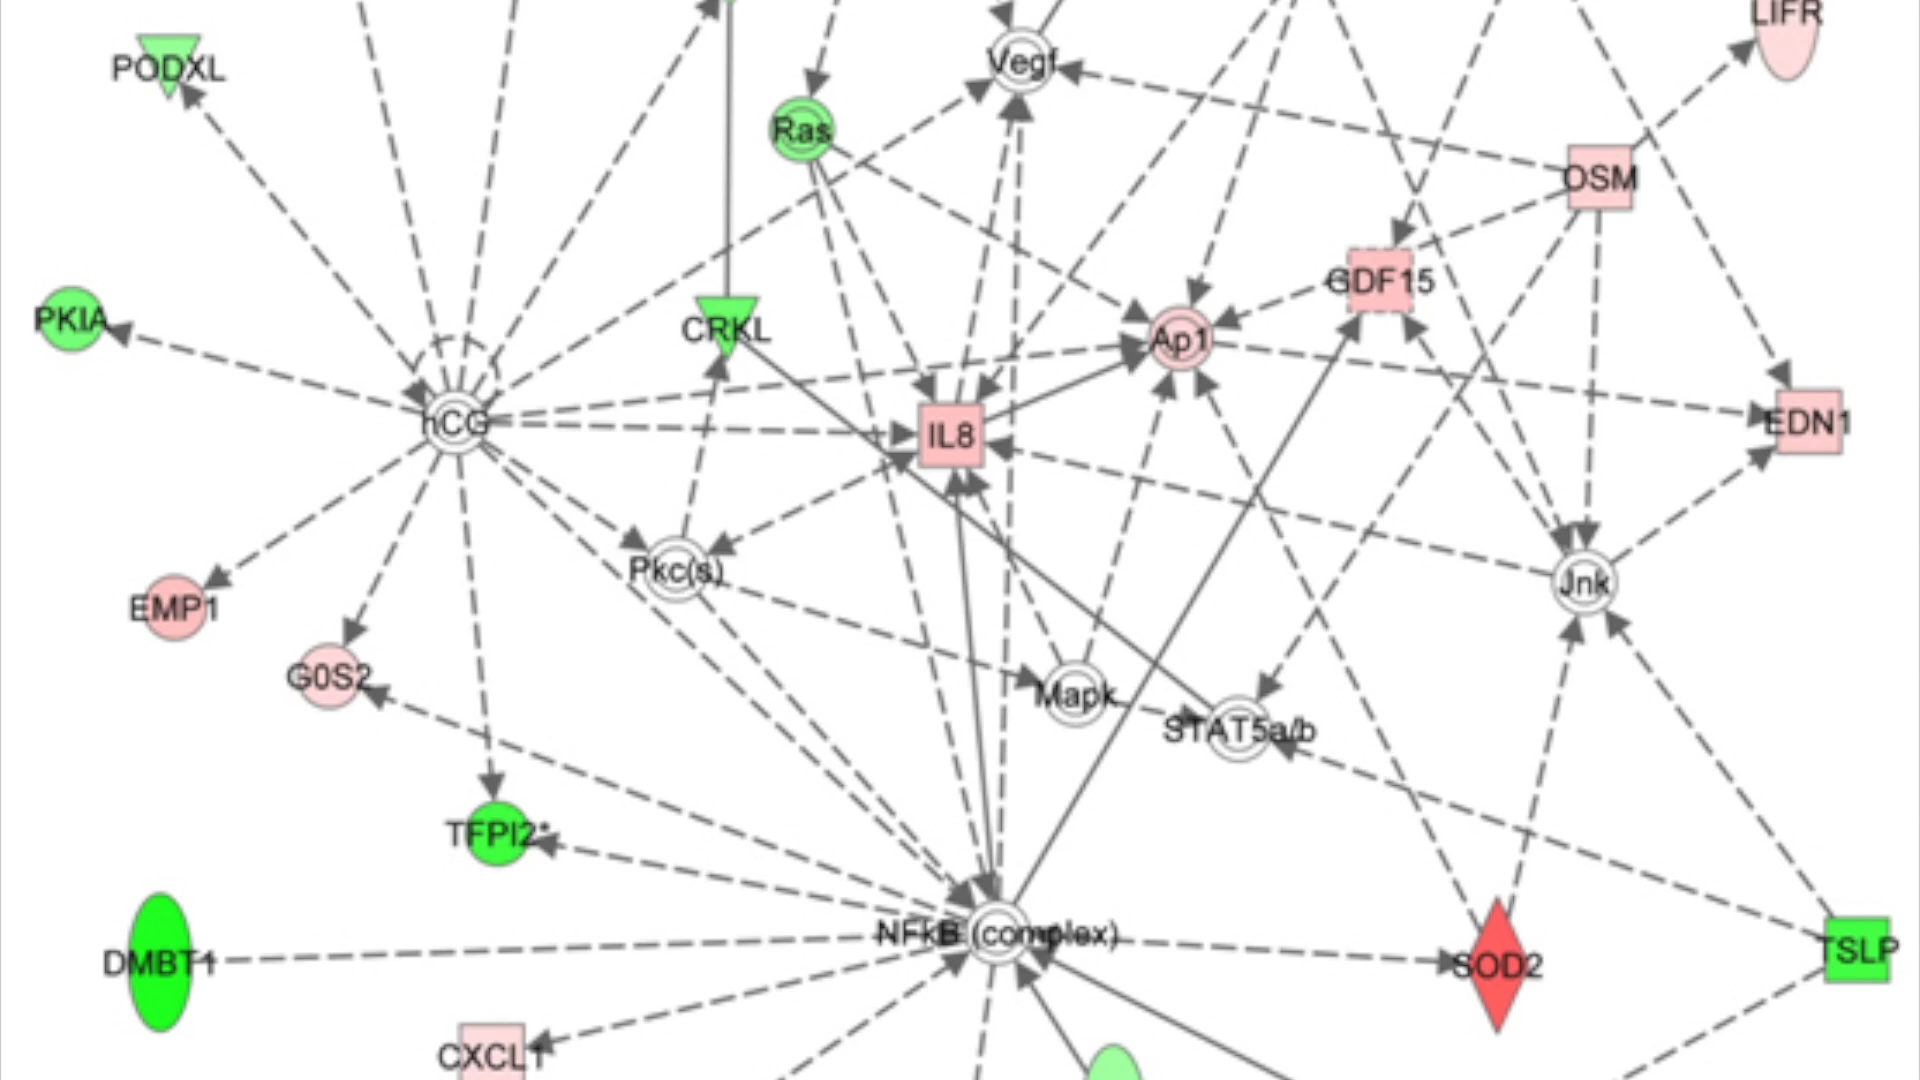 LIFR
PODXL
Vegf
Ras
OSM
GDF15
PKIA
CRKL
Ap1
hCG
IL8
EDN1
Pkc(s)
Jnk
EMP1
G0S2
Mapk
STAT5a/b
TFPI2*
NFkB (complex)
DMBT1
SOD2
TSLP
CXCL1